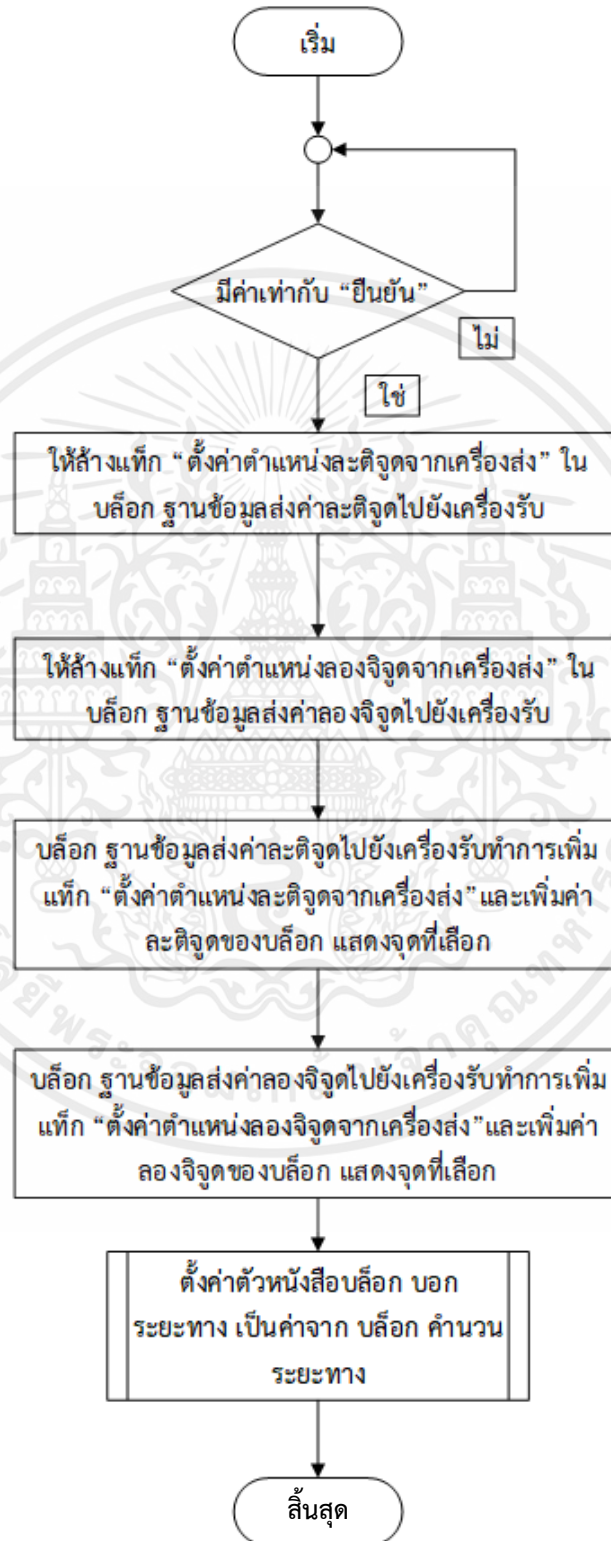 เริ่ม
มีค่าเท่ากับ “ยืนยัน”
ไม่
ใช่
ให้ล้างแท็ก “ตั้งค่าตำแหน่งละติจูดจากเครื่องส่ง” ใน
บล็อก ฐานข้อมูลส่งค่าละติจูดไปยังเครื่องรับ
ให้ล้างแท็ก “ตั้งค่าตำแหน่งลองจิจูดจากเครื่องส่ง” ใน
บล็อก ฐานข้อมูลส่งค่าลองจิจูดไปยังเครื่องรับ
บล็อก ฐานข้อมูลส่งค่าละติจูดไปยังเครื่องรับทำการเพิ่ม
แท็ก “ตั้งค่าตำแหน่งละติจูดจากเครื่องส่ง”และเพิ่มค่า
ละติจูดของบล็อก แสดงจุดที่เลือก
บล็อก ฐานข้อมูลส่งค่าลองจิจูดไปยังเครื่องรับทำการเพิ่ม
แท็ก “ตั้งค่าตำแหน่งลองจิจูดจากเครื่องส่ง”และเพิ่มค่า
ลองจิจูดของบล็อก แสดงจุดที่เลือก
ตั้งค่าตัวหนังสือบล็อก บอก
ระยะทาง เป็นค่าจาก บล็อก คำนวน
ระยะทาง
สิ้นสุด